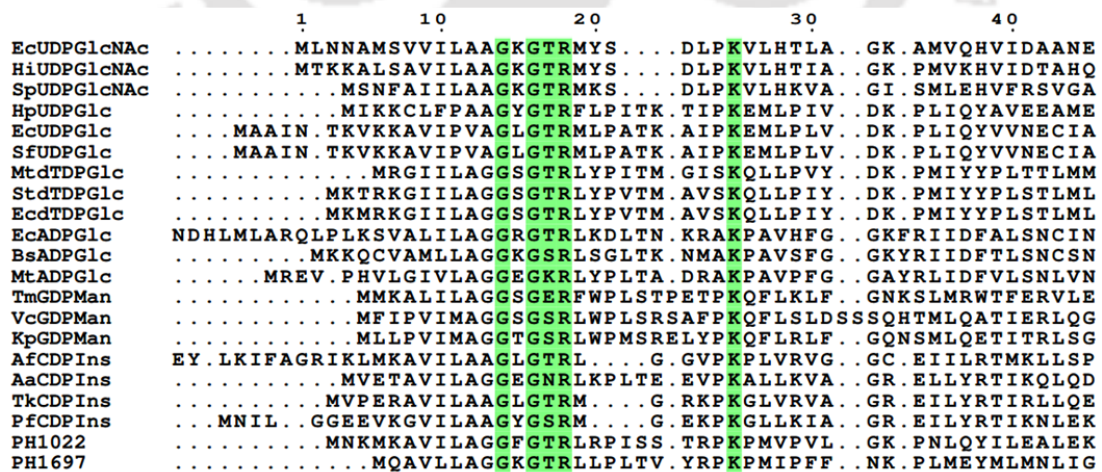 1 10 20 30 40
EcUDPGlcNAc ........MLNNAMSVVILAAGKGTRMYS....DLPKVLHTLA..GK.AMVQHVIDAANE
HiUDPGlcNAc ........MTKKALSAVILAAGKGTRMYS....DLPKVLHTIA..GK.PMVKHVIDTAHQ
SpUDPGlcNAc ...........MSNFAIILAAGKGTRMKS....DLPKVLHKVA..GI.SMLEHVFRSVGA
HpUDPGlc ...........MIKKCLFPAAGYGTRFLPITK.TIPKEMLPIV..DK.PLIQYAVEEAME
EcUDPGlc ....MAAIN.TKVKKAVIPVAGLGTRMLPATK.AIPKEMLPLV..DK.PLIQYVVNECIA
SfUDPGlc ....MAAIN.TKVKKAVIPVAGLGTRMLPATK.AIPKEMLPLV..DK.PLIQYVVNECIA
MtdTDPGlc .............MRGIILAGGSGTRLYPITM.GISKQLLPVY..DK.PMIYYPLTTLMM
StdTDPGlc ..........MKTRKGIILAGGSGTRLYPVTM.AVSKQLLPIY..DK.PMIYYPLSTLML
EcdTDPGlc ..........MKMRKGIILAGGSGTRLYPVTM.AVSKQLLPIY..DK.PMIYYPLSTLML
EcADPGlc NDHLMLARQLPLKSVALILAGGRGTRLKDLTN.KRAKPAVHFG..GKFRIIDFALSNCIN
BsADPGlc .........MKKQCVAMLLAGGKGSRLSGLTK.NMAKPAVSFG..GKYRIIDFTLSNCSN
MtADPGlc ......MREV.PHVLGIVLAGGEGKRLYPLTA.DRAKPAVPFG..GAYRLIDFVLSNLVN
TmGDPMan ............MMKALILAGGSGERFWPLSTPETPKQFLKLF..GNKSLMRWTFERVLE
VcGDPMan ............MFIPVIMAGGSGSRLWPLSRSAFPKQFLSLDSSSQHTMLQATIERLQG
KpGDPMan ............MLLPVIMAGGTGSRLWPMSRELYPKQFLRLF..GQNSMLQETITRLSG
AfCDPIns EY.LKIFAGRIKLMKAVILAAGLGTRL....G.GVPKPLVRVG..GC.EIILRTMKLLSP
AaCDPIns ...........MVETAVILAGGEGNRLKPLTE.EVPKALLKVA..GR.ELLYRTIKQLQD
TkCDPIns ..........MVPERAVILAAGLGTRM....G.RKPKGLVRVA..GR.EILYRTIRLLQE
PfCDPIns ...MNIL..GGEEVKGVILAAGYGSRM....G.EKPKGLLKIA..GR.EILYRTIKNLEK
PH1022 ..........MNKMKAVILAGGFGTRLRPISS.TRPKPMVPVL..GK.PNLQYILEALEK
PH1697 .............MQAVLLAGGKGTRLLPLTV.YRPKPMIPFF..NK.PLMEYMLMNLIG